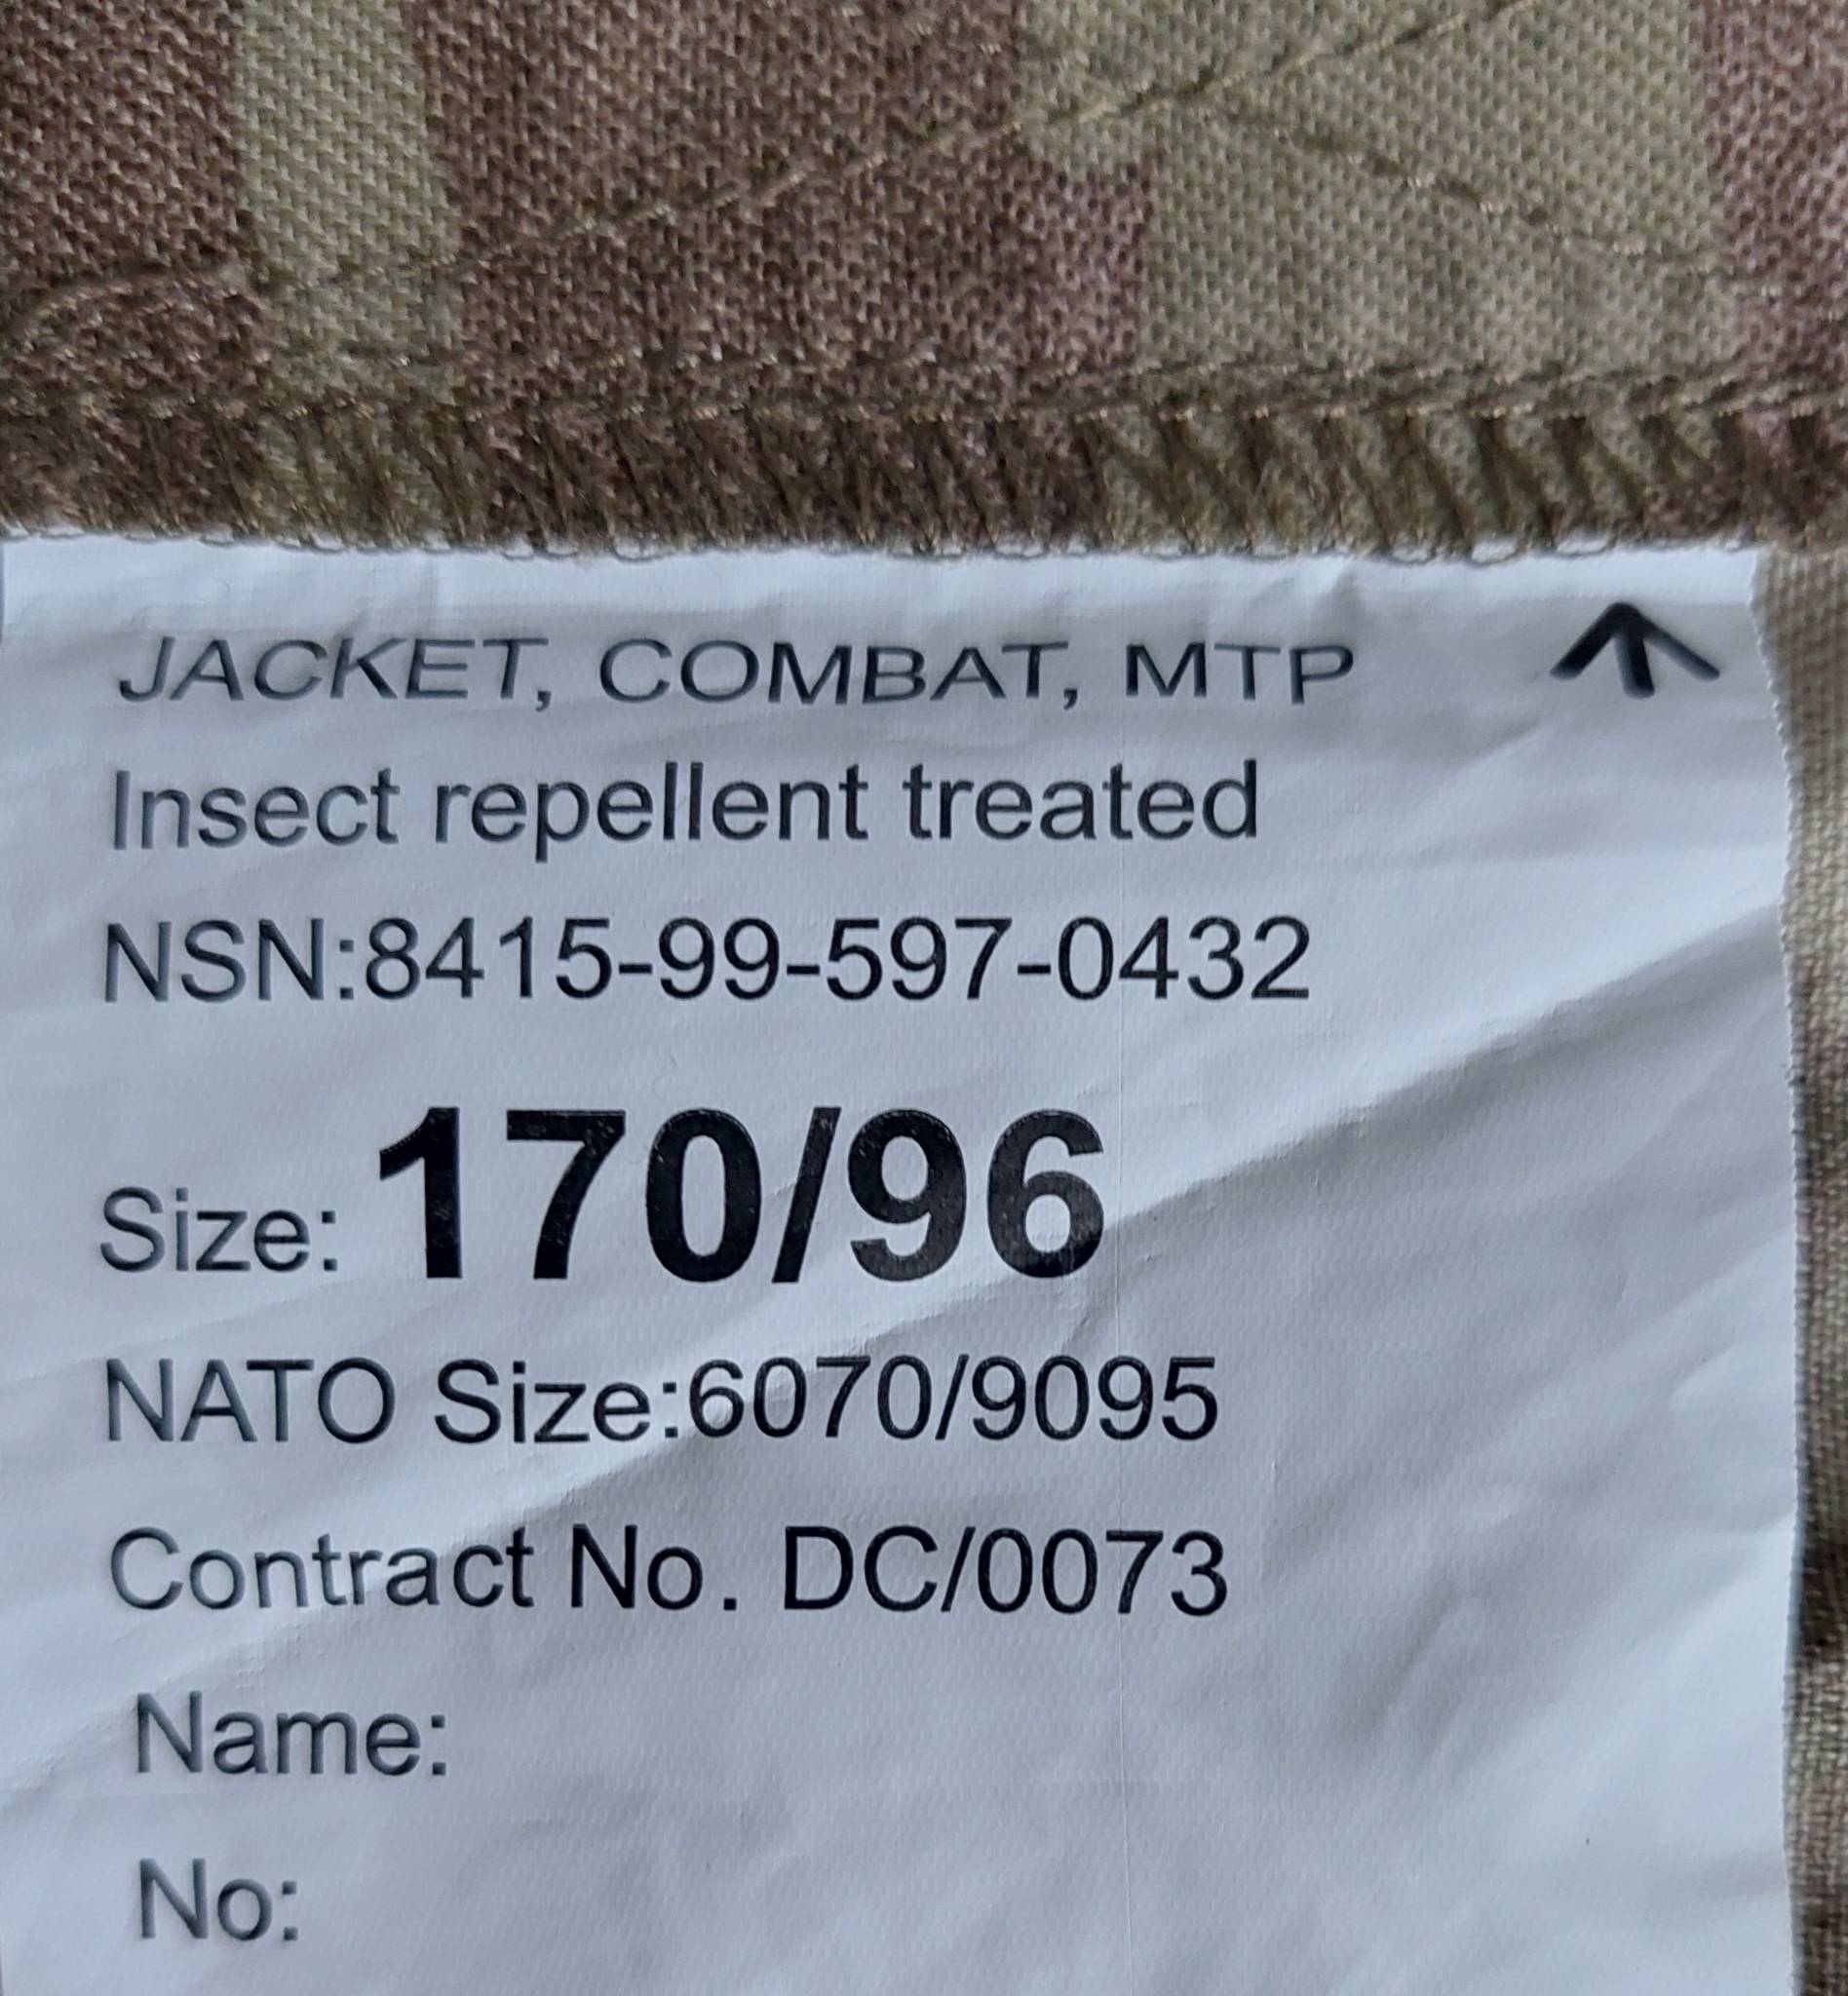 JACKET, COMBAT, MTP
Insect repellent treated
NSN:8415-99-597-0432
Size: 170/96
NATO Size:6070/9095
Contract No. DC/0073
Name:
No: